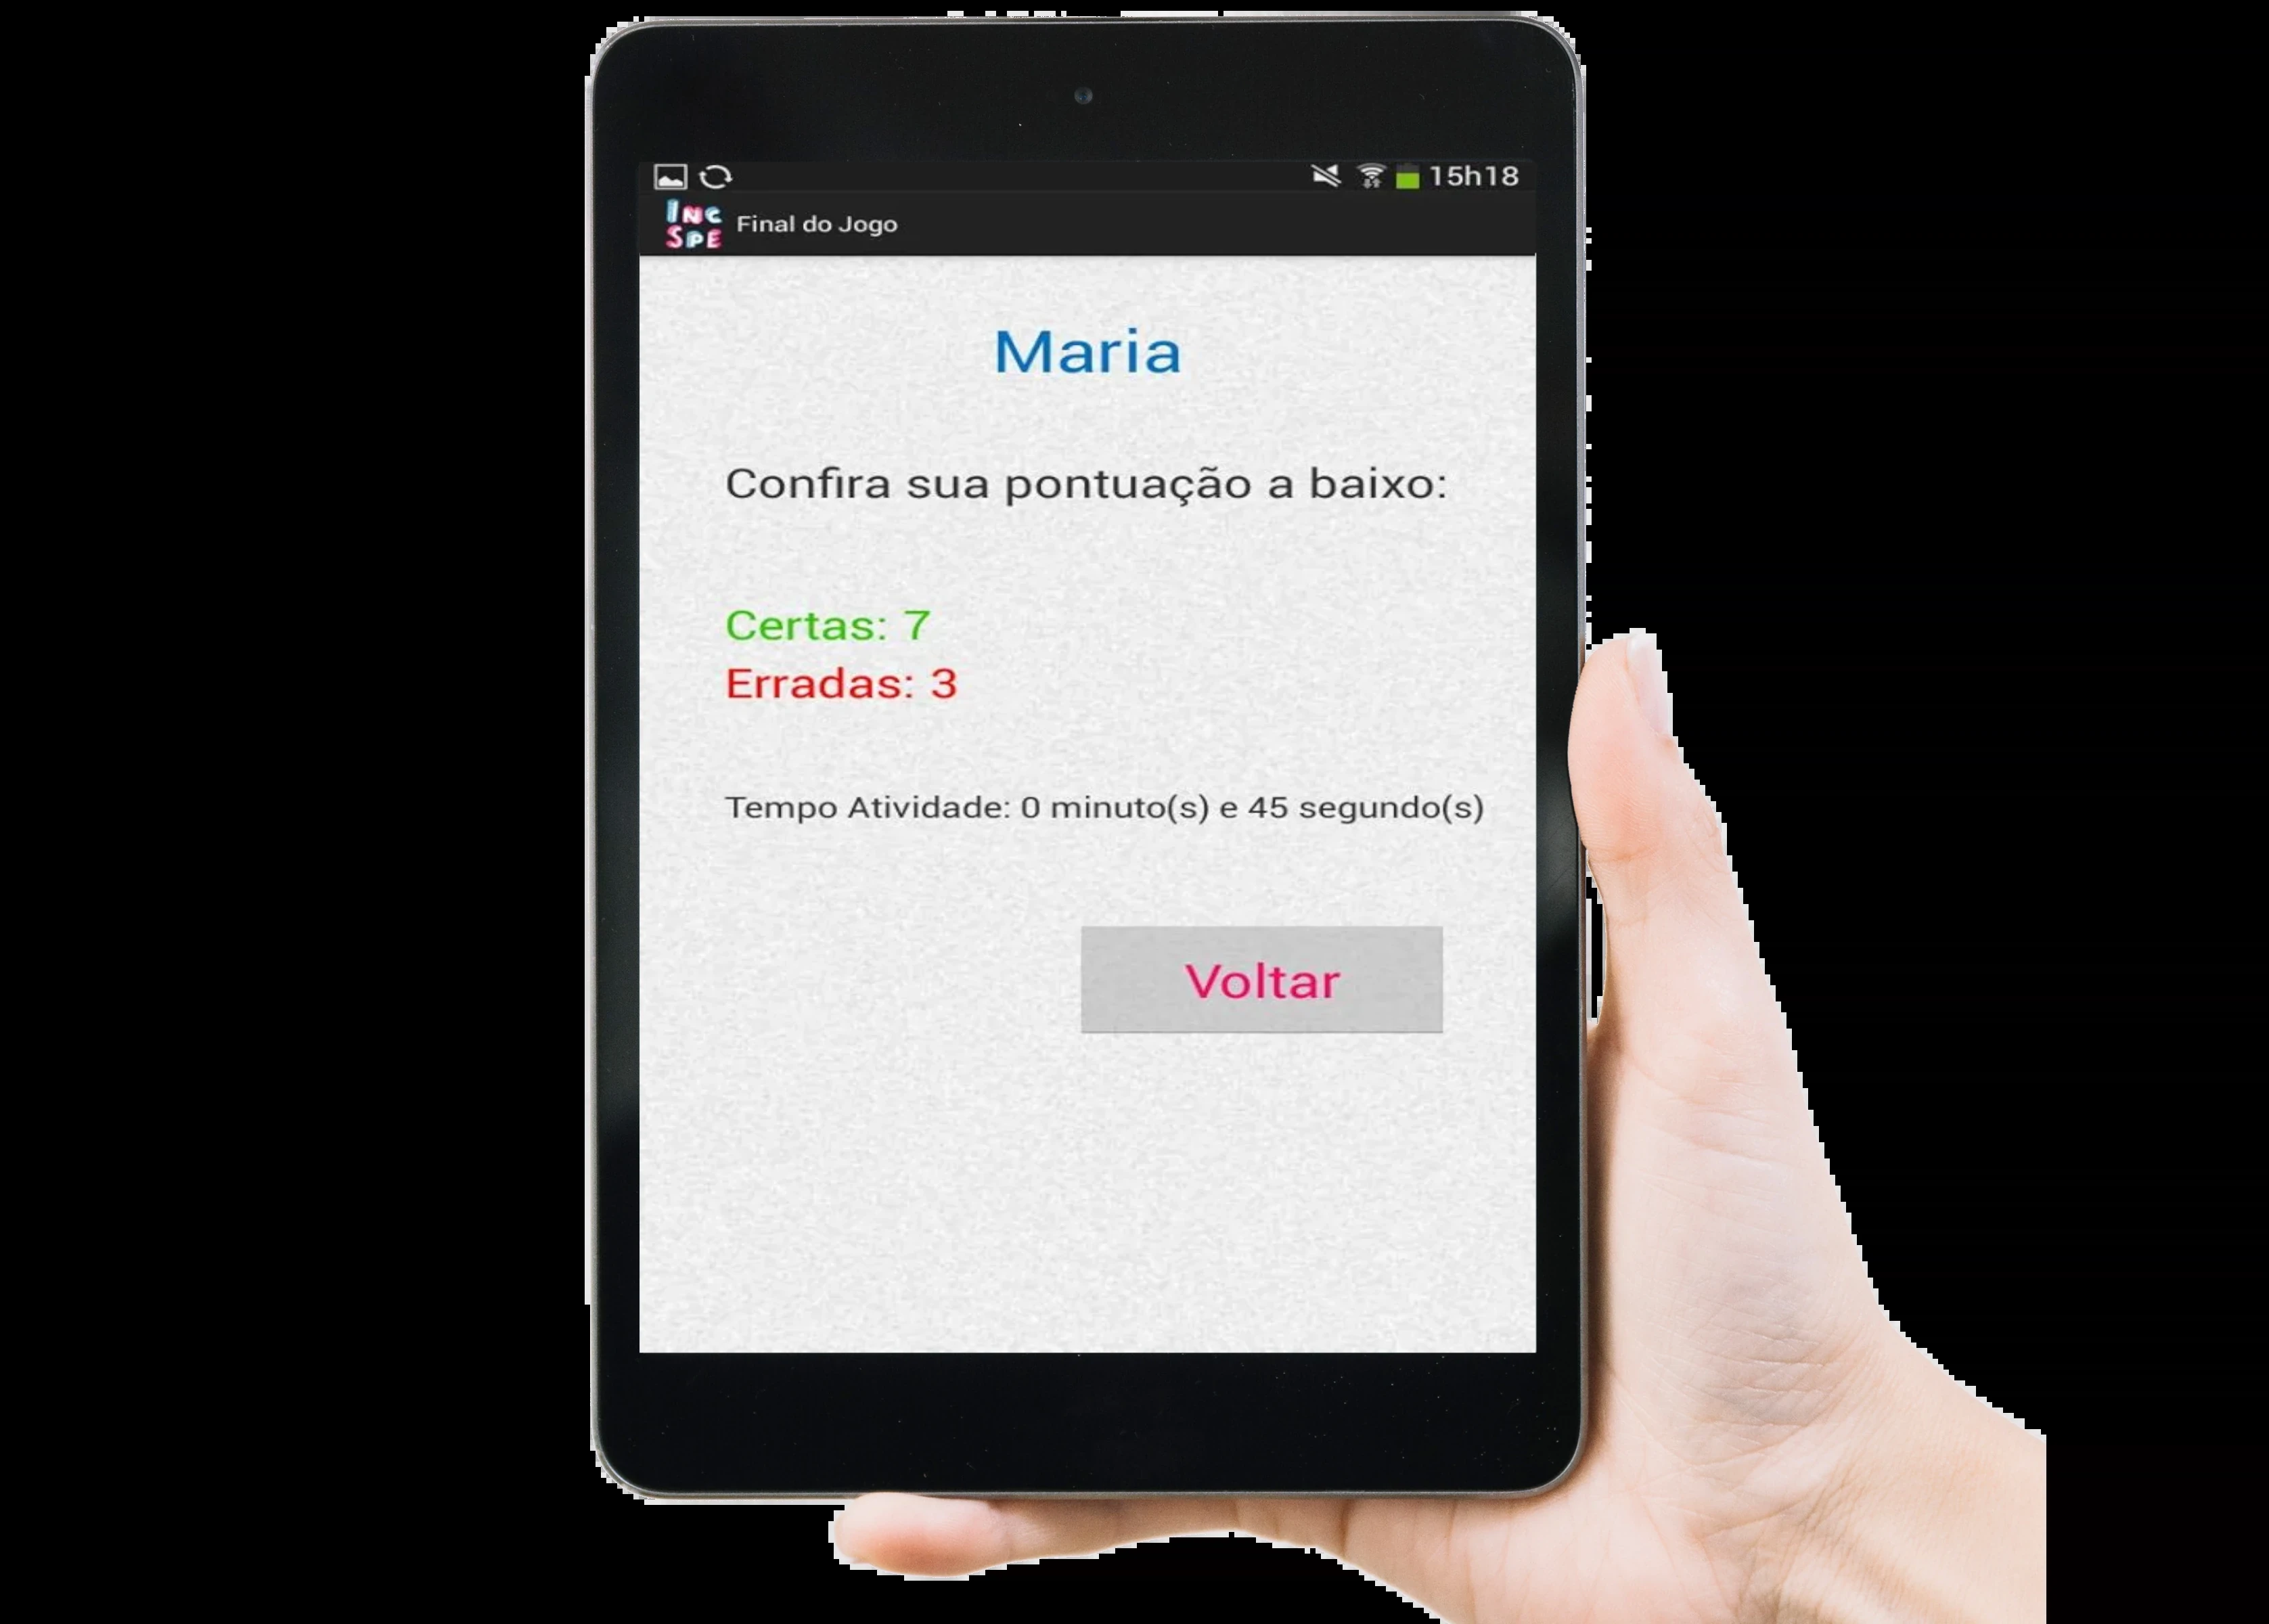 15h18
INC
SPE
Final do Jogo
Maria
Confira sua pontuação a baixo:
Certas: 7
Erradas: 3
Tempo Atividade: 0 minuto(s) e 45 segundo(s)
Voltar